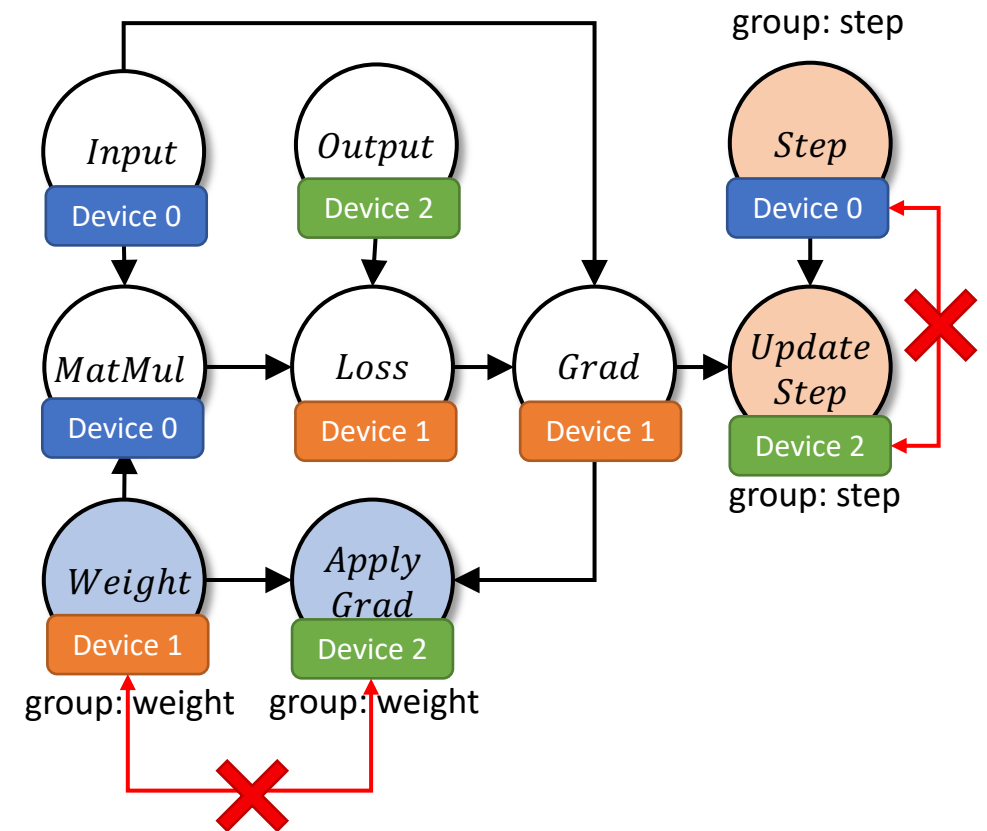 group: step
Input
Device 0
Output
Device 2
Step
Device 0
MatMul
Device 0
Loss
Device 1
Grad
Device 1
Update
Step
Device 2
group: step
Weight
Device 1
group: weight
Apply
Grad
Device 2
group: weight